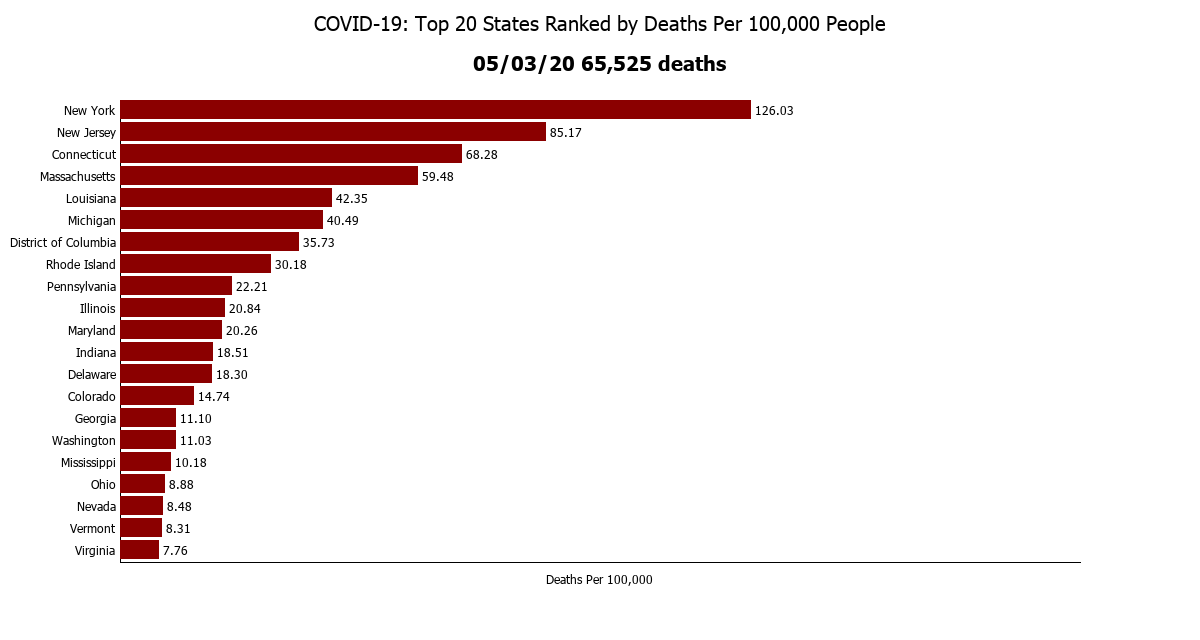 COVID-19: Top 20 States Ranked by Deaths Per 100,000 People
05/03/20 65,525 deaths
New York 126.03
New Jersey 85.17
Connecticut 68.28
Massachusetts 59.48
Louisiana 42.35
Michigan 40.49
District of Columbia 35.73
Rhode Island 30.18
Pennsylvania 22.21
Illinois 20.84
Maryland 20.26
Indiana 18.51
Delaware 18.30
Colorado 14.74
Georgia 11.10
Washington 11.03
Mississippi 10.18
Ohio 8.88
Nevada 8.48
Vermont 8.31
Virginia 7.76
Deaths Per 100,000